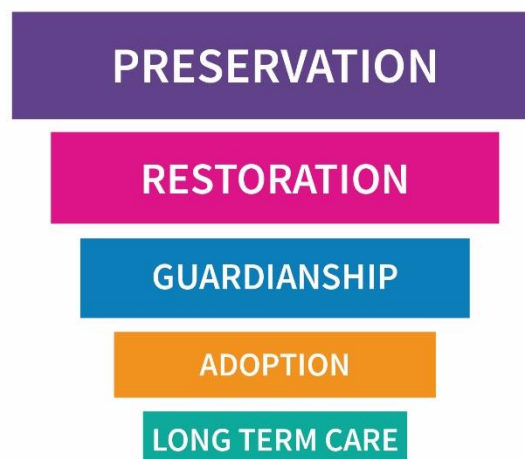 PRESERVATION
RESTORATION
GUARDIANSHIP
ADOPTION
LONG TERM CARE